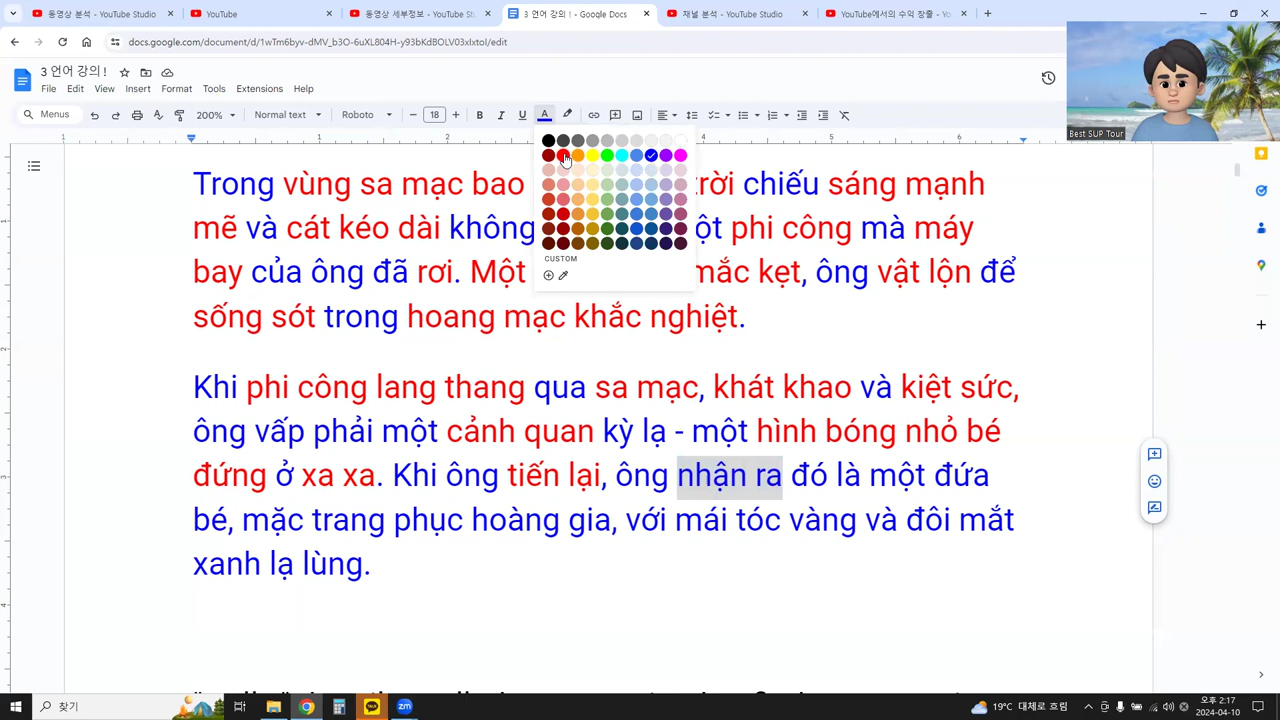 동영상 분석 - YouTube Studio
YouTube
동영상 세부정보 - YouTube St
3 언어 강의 ! - Google Docs
채널 분석 - YouTube Studio
YouTube에서의 수익 창출 - Yo
docs.google.com/document/d/
3 언어 강의 !
File Edit View Insert Format Tools Extensions Help
Menus 200% Normal text Roboto 18 B I U A
1 1 2 4 6
Best SUP Tour
Trong vùng sa mạc bao trời chiếu sáng mạnh
mẽ và cát kéo dài không ột phi công mà máy
bay của ông đã rơi. Một mắc kẹt, ông vật lộn để
sống sót trong hoang mạc khắc nghiệt.
CUSTOM
Khi phi công lang thang qua sa mạc, khát khao và kiệt sức,
ông vấp phải một cảnh quan kỳ lạ - một hình bóng nhỏ bé
đứng ở xa xa. Khi ông tiến lại, ông nhận ra đó là một đứa
bé, mặc trang phục hoàng gia, với mái tóc vàng và đôi mắt
xanh lạ lùng.
찾기
zm
19°C 대체로 흐림
오후 2:17
2024-04-10